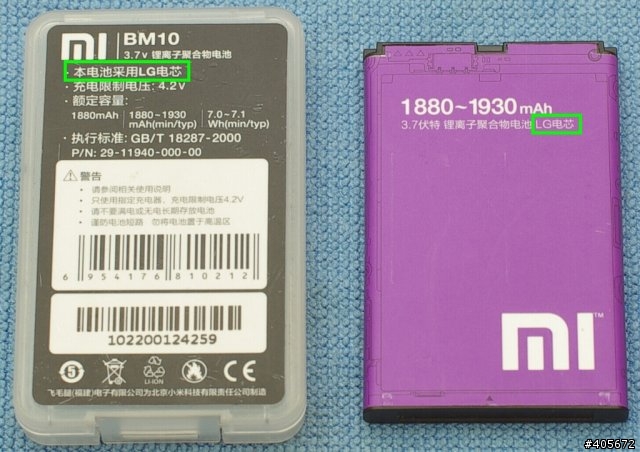 mi
BM10
3.7v 锂离子聚合物电池
· 本电池采用LG电芯
· 充电限制电压: 4.2V
· 额定容量:
1880mAh 1880~1930 7.0~7.1
mAh(min/typ) Wh(min/typ)
· 执行标准: GB/T 18287-2000
P/N: 29-11940-000-00
警告
· 请参阅相关使用说明
· 只使用指定充电器，充电限制电压4.2V
· 请不要满电或无电长期存放电池
· 谨防电池短路 勿将电池置于高温区
6 954176 810212
102200124259
5
LI-ION
CE
飞毛腿(福建)电子有限公司为北京小米科技有限责任公司制造
1880~1930 mAh
3.7伏特 锂离子聚合物电池 LG电芯
mi™
#405672